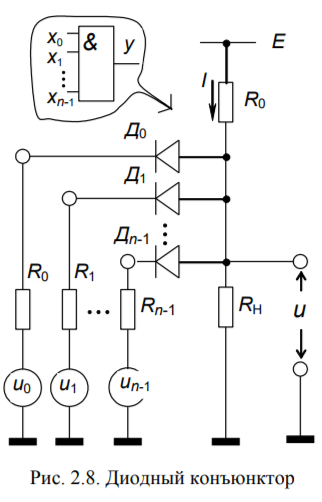 x0 & y
x1
xn-1
E
I
R0
Д0
Д1
Дn-1
R0 R1 Rn-1 RН u
u0 u1 un-1
Рис. 2.8. Диодный конъюнктор